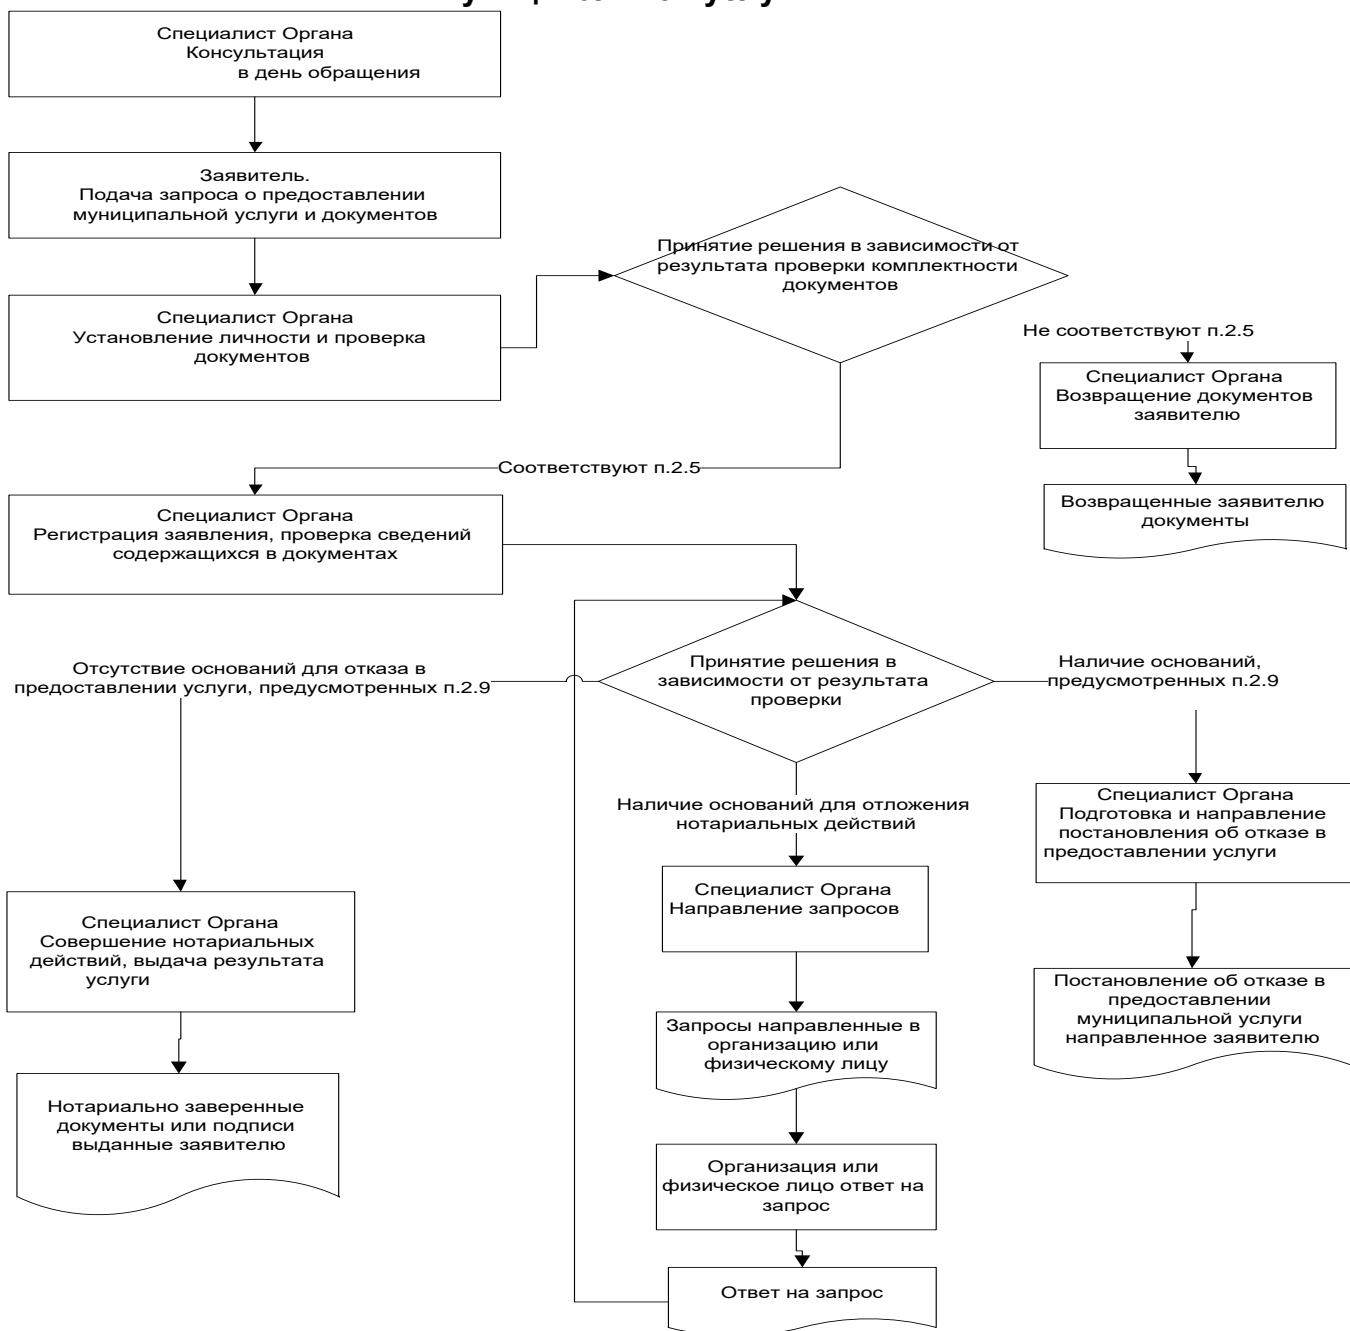 Специалист Органа
Консультация
в день обращения
Заявитель.
Подача запроса о предоставлении
муниципальной услуги и документов
Специалист Органа
Установление личности и проверка
документов
Принятие решения в зависимости от
результата проверки комплектности
документов
Не соответствуют п.2.5
Специалист Органа
Возвращение документов
заявителю
Возвращенные заявителю
документы
Соответствуют п.2.5
Специалист Органа
Регистрация заявления, проверка сведений
содержащихся в документах
Принятие решения в
зависимости от результата
проверки
Отсутствие оснований для отказа в
предоставлении услуги, предусмотренных п.2.9
Наличие оснований,
предусмотренных п.2.9
Наличие оснований для отложения
нотариальных действий
Специалист Органа
Подготовка и направление
постановления об отказе в
предоставлении услуги
Специалист Органа
Направление запросов
Специалист Органа
Совершение нотариальных
действий, выдача результата
услуги
Постановление об отказе в
предоставлении
муниципальной услуги
направленное заявителю
Запросы направленные в
организацию или
физическому лицу
Нотариально заверенные
документы или подписи
выданные заявителю
Организация или
физическое лицо ответ на
запрос
Ответ на запрос